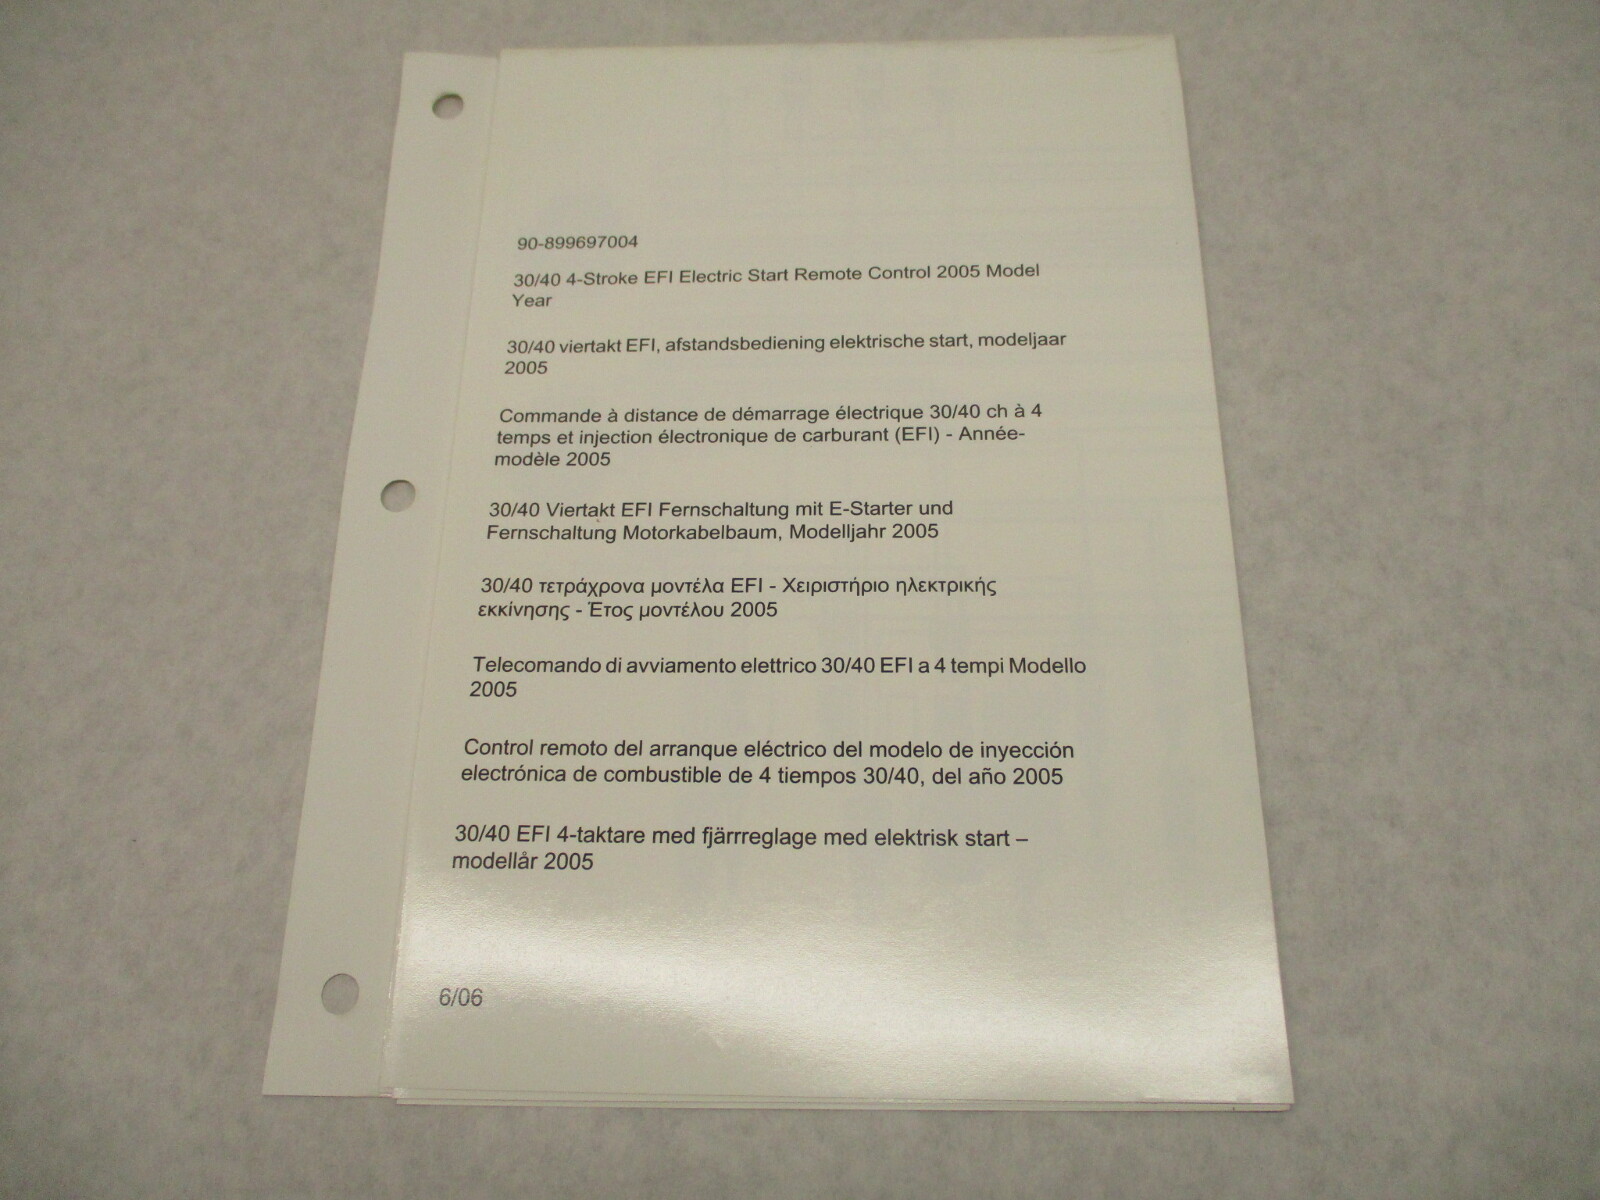 90-899697004
30/40 4-Stroke EFI Electric Start Remote Control 2005 Model
Year
30/40 viertakt EFI, afstandsbediening elektrische start, modeljaar
2005
Commande à distance de démarrage électrique 30/40 ch à 4
temps et injection électronique de carburant (EFI) - Année-
modèle 2005
30/40 Viertakt EFI Fernschaltung mit E-Starter und
Fernschaltung Motorkabelbaum, Modelljahr 2005
30/40 τετράχρονα μοντέλα EFI - Χειριστήριο ηλεκτρικής
εκκίνησης - Έτος μοντέλου 2005
Telecomando di avviamento elettrico 30/40 EFI a 4 tempi Modello
2005
Control remoto del arranque eléctrico del modelo de inyección
electrónica de combustible de 4 tiempos 30/40, del año 2005
30/40 EFI 4-taktare med fjärrreglage med elektrisk start –
modellår 2005
6/06